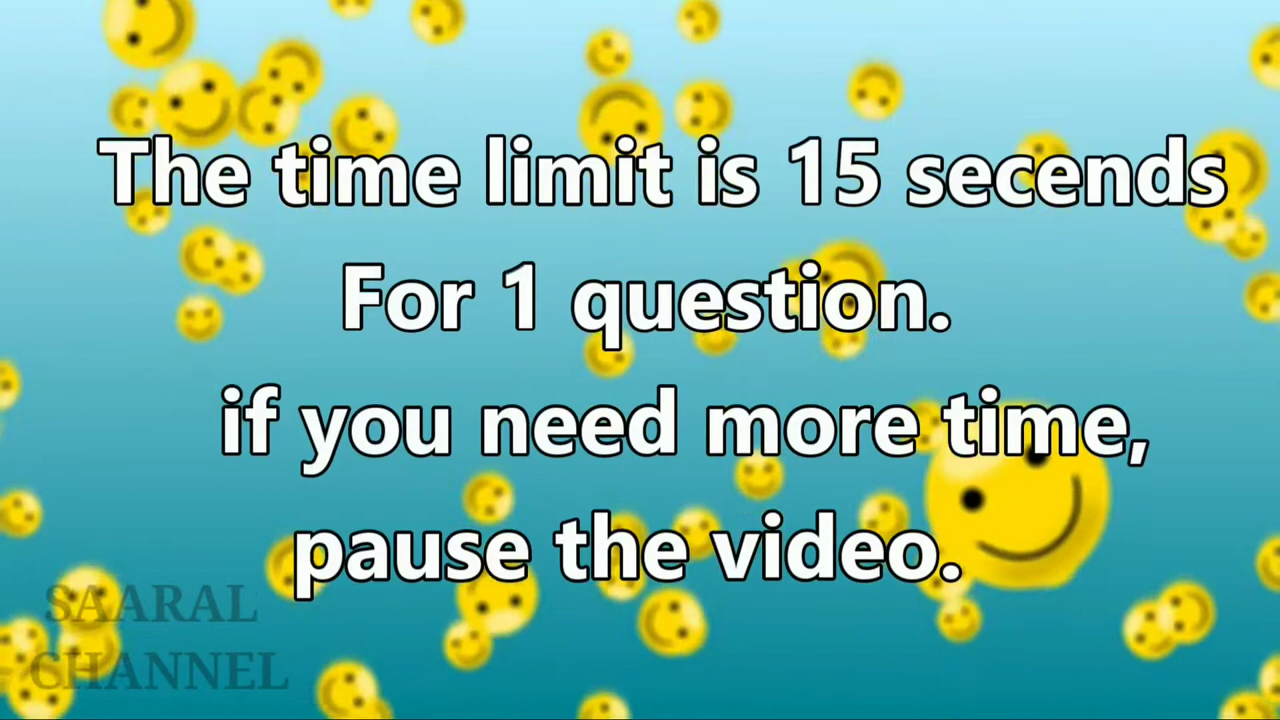 The time limit is 15 secends
For 1 question.
if you need more time,
pause the video.
SAARAL
CHANNEL